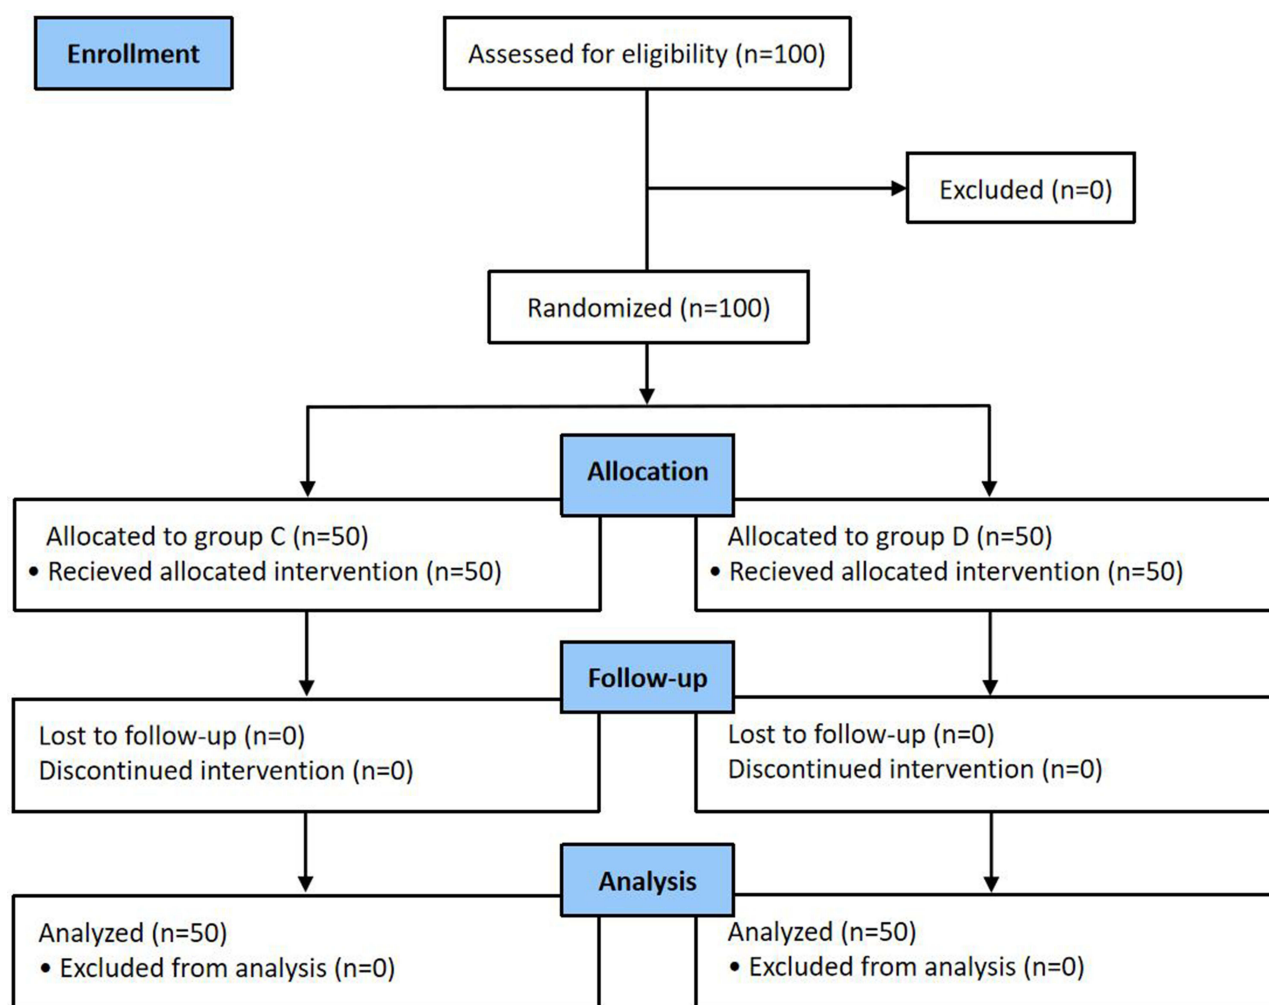 Enrollment
Assessed for eligibility (n=100)
Excluded (n=0)
Randomized (n=100)
Allocation
Allocated to group C (n=50)
• Recieved allocated intervention (n=50)
Allocated to group D (n=50)
• Recieved allocated intervention (n=50)
Follow-up
Lost to follow-up (n=0)
Discontinued intervention (n=0)
Lost to follow-up (n=0)
Discontinued intervention (n=0)
Analysis
Analyzed (n=50)
• Excluded from analysis (n=0)
Analyzed (n=50)
• Excluded from analysis (n=0)